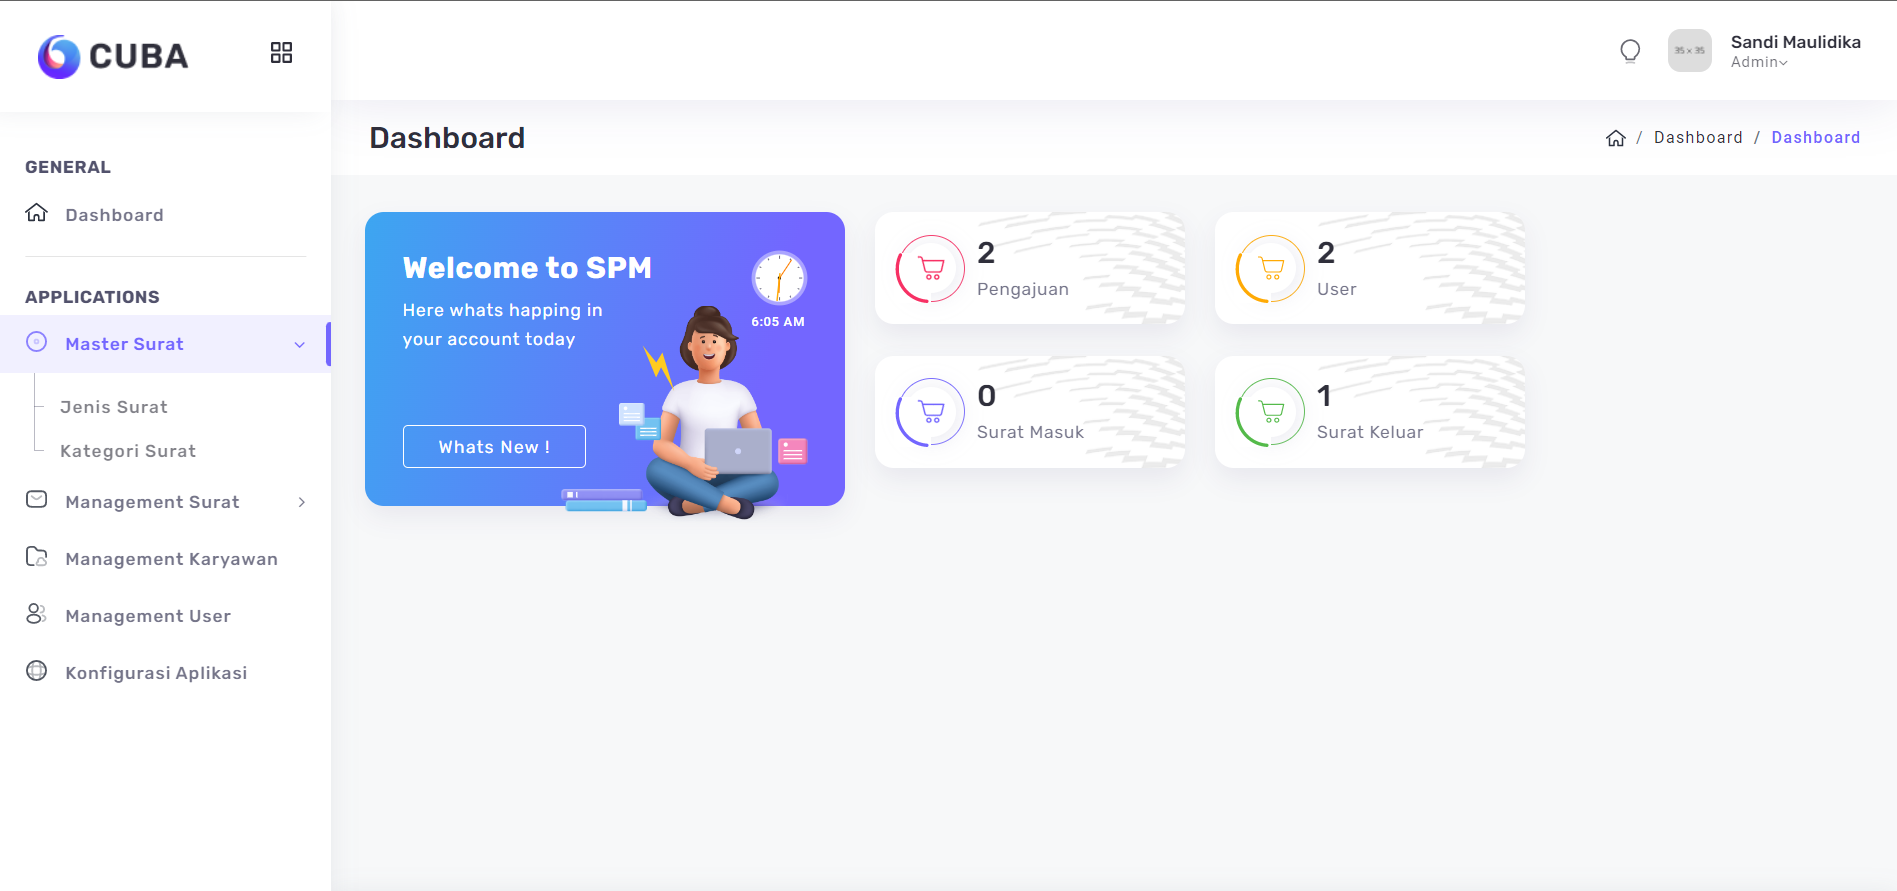 CUBA
35 × 35
Sandi Maulidika
Admin
Dashboard
/ Dashboard / Dashboard
GENERAL
Dashboard
APPLICATIONS
Master Surat
Jenis Surat
Kategori Surat
Management Surat
Management Karyawan
Management User
Konfigurasi Aplikasi
Welcome to SPM
Here whats happing in
your account today
6:05 AM
Whats New !
2
Pengajuan
2
User
0
Surat Masuk
1
Surat Keluar